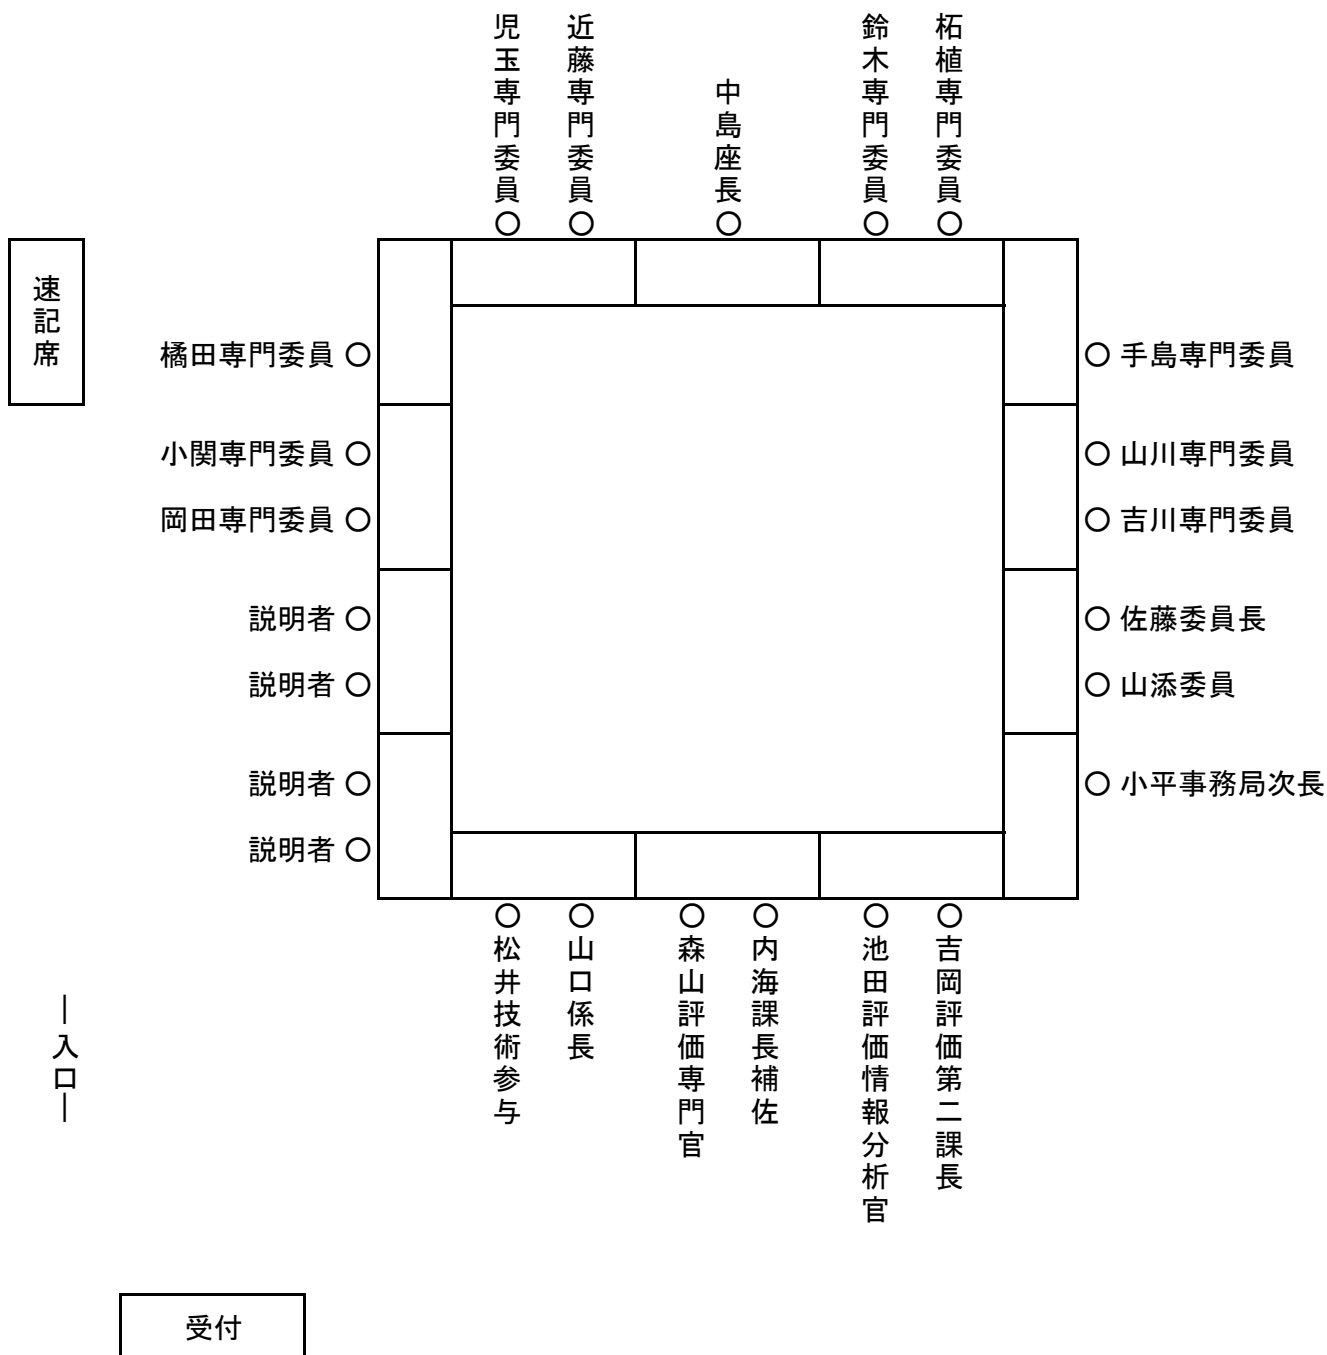 児玉専門委員
近藤専門委員
中島座長
鈴木専門委員
柘植専門委員
速記席
橘田専門委員
手島専門委員
小関専門委員
山川専門委員
岡田専門委員
吉川専門委員
説明者
佐藤委員長
説明者
山添委員
説明者
小平事務局次長
説明者
松井技術参与
山口係長
森山評価専門官
内海課長補佐
池田評価情報分析官
吉岡評価第二課長
|入口|
受付